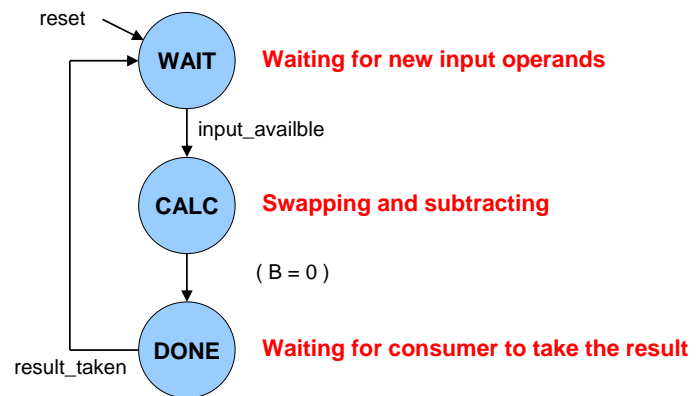 reset
WAIT
Waiting for new input operands
input_availble
CALC
Swapping and subtracting
( B = 0 )
DONE
Waiting for consumer to take the result
result_taken